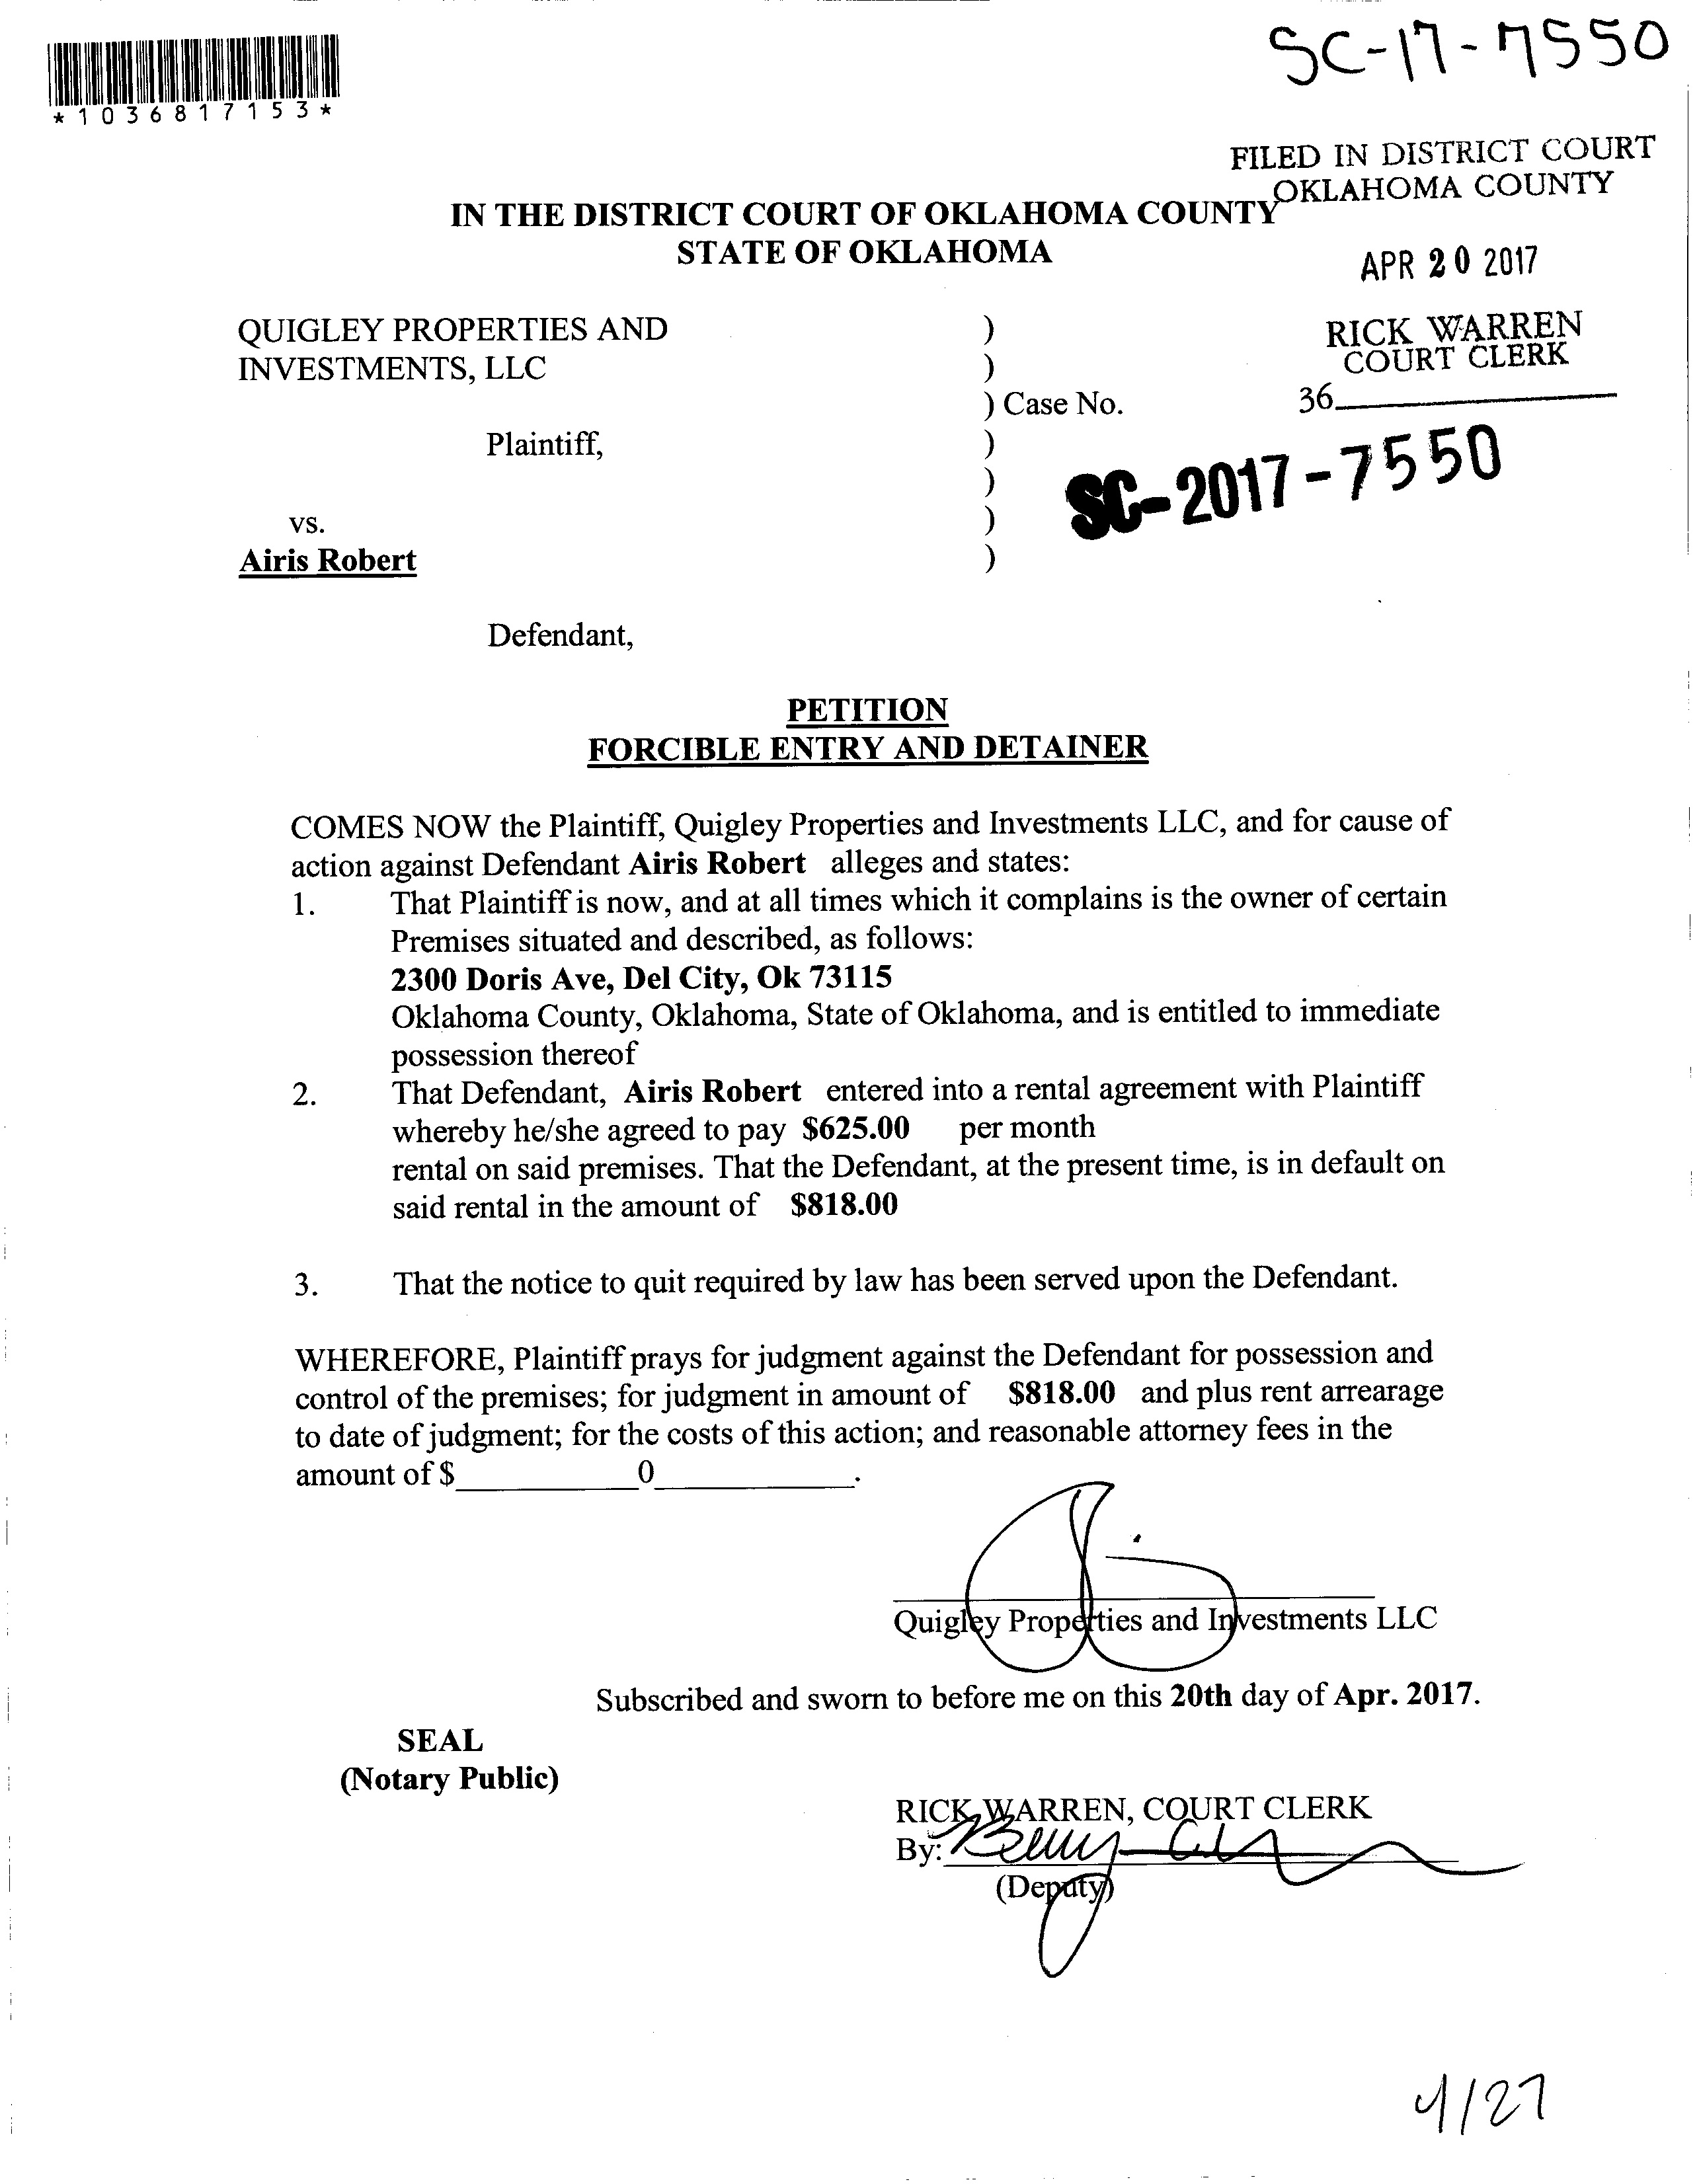 SC-17-7550
*1036817153*
FILED IN DISTRICT COURT
OKLAHOMA COUNTY
IN THE DISTRICT COURT OF OKLAHOMA COUNTY
STATE OF OKLAHOMA
APR 20 2017
QUIGLEY PROPERTIES AND )
INVESTMENTS, LLC )
RICK WARREN
COURT CLERK
36
) Case No.
Plaintiff, )
)
SC-2017-7550
vs. )
Airis Robert )
Defendant,
PETITION
FORCIBLE ENTRY AND DETAINER
COMES NOW the Plaintiff, Quigley Properties and Investments LLC, and for cause of
action against Defendant Airis Robert alleges and states:
1. That Plaintiff is now, and at all times which it complains is the owner of certain
Premises situated and described, as follows:
2300 Doris Ave, Del City, Ok 73115
Oklahoma County, Oklahoma, State of Oklahoma, and is entitled to immediate
possession thereof
2. That Defendant, Airis Robert entered into a rental agreement with Plaintiff
whereby he/she agreed to pay $625.00 per month
rental on said premises. That the Defendant, at the present time, is in default on
said rental in the amount of $818.00
3. That the notice to quit required by law has been served upon the Defendant.
WHEREFORE, Plaintiff prays for judgment against the Defendant for possession and
control of the premises; for judgment in amount of $818.00 and plus rent arrearage
to date of judgment; for the costs of this action; and reasonable attorney fees in the
amount of $ 0 .
Quigley Properties and Investments LLC
Subscribed and sworn to before me on this 20th day of Apr. 2017.
SEAL
(Notary Public)
RICK WARREN, COURT CLERK
By:
(Deputy)
4/27